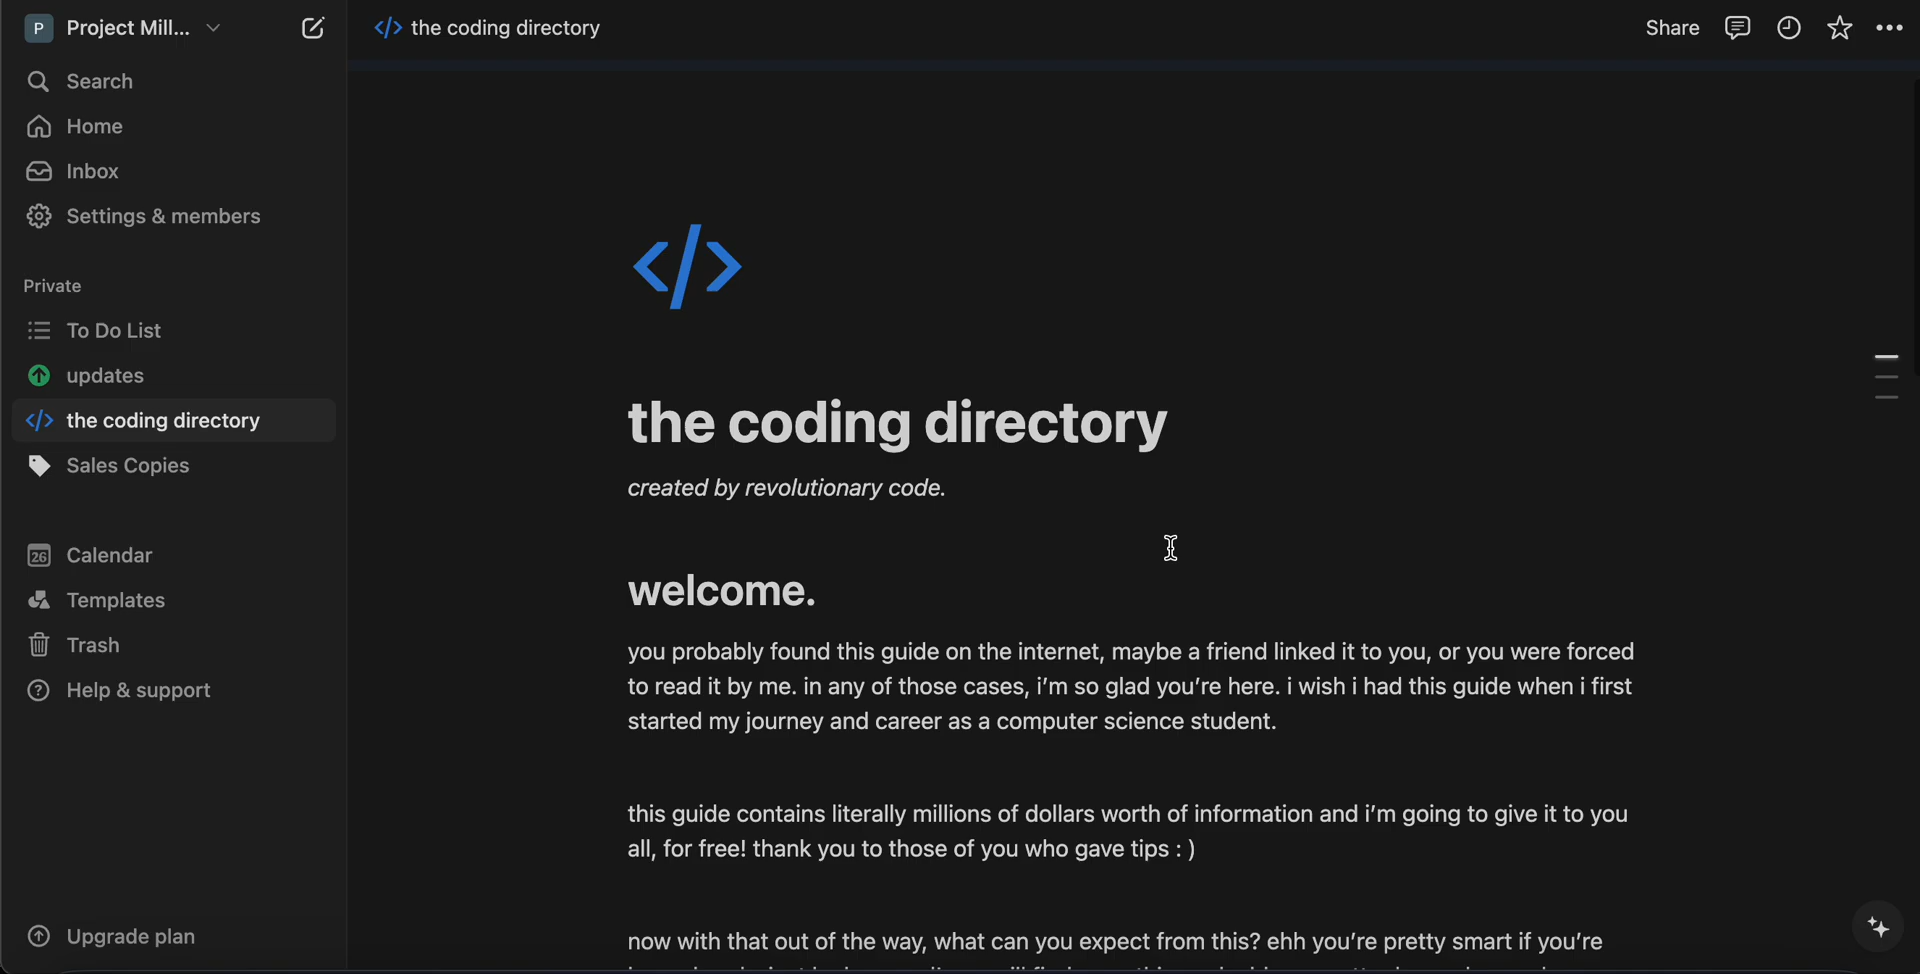 P Project Mill...
</> the coding directory
Share
Search
Home
Inbox
Settings & members
Private
To Do List
updates
</> the coding directory
Sales Copies
26 Calendar
Templates
Trash
? Help & support
Upgrade plan
</>
the coding directory
created by revolutionary code.
welcome.
you probably found this guide on the internet, maybe a friend linked it to you, or you were forced
to read it by me. in any of those cases, i'm so glad you're here. i wish i had this guide when i first
started my journey and career as a computer science student.
this guide contains literally millions of dollars worth of information and i'm going to give it to you
all, for free! thank you to those of you who gave tips : )
now with that out of the way, what can you expect from this? ehh you're pretty smart if you're